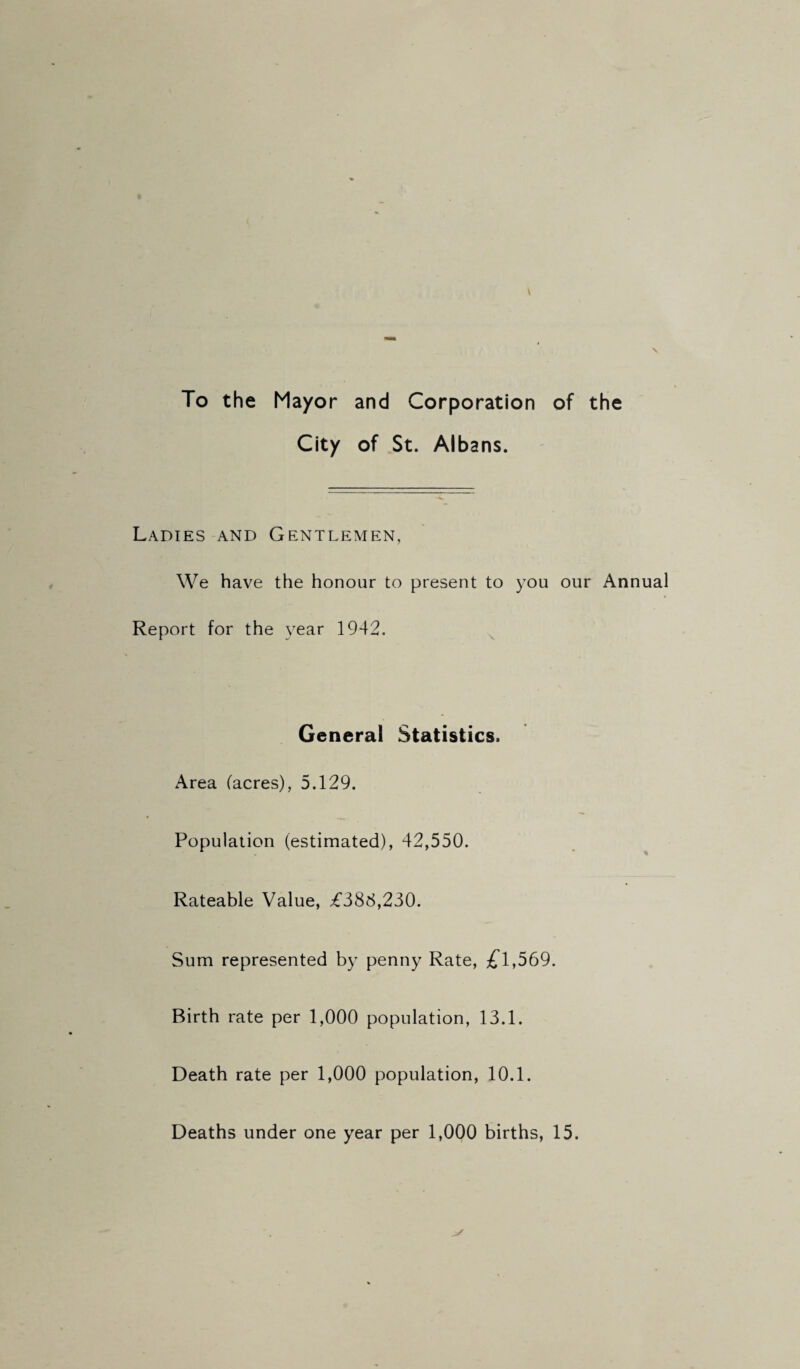 To the Mayor and Corporation of the
City of St. Albans.
Ladies and Gentlemen,
We have the honour to present to you our Annual
Report for the year 1942.
General Statistics.
Area (acres), 5.129.
Population (estimated), 42,550.
Rateable Value, £388,230.
Sum represented by penny Rate, £1,569.
Birth rate per 1,000 population, 13.1.
Death rate per 1,000 population, 10.1.
Deaths under one year per 1,000 births, 15.